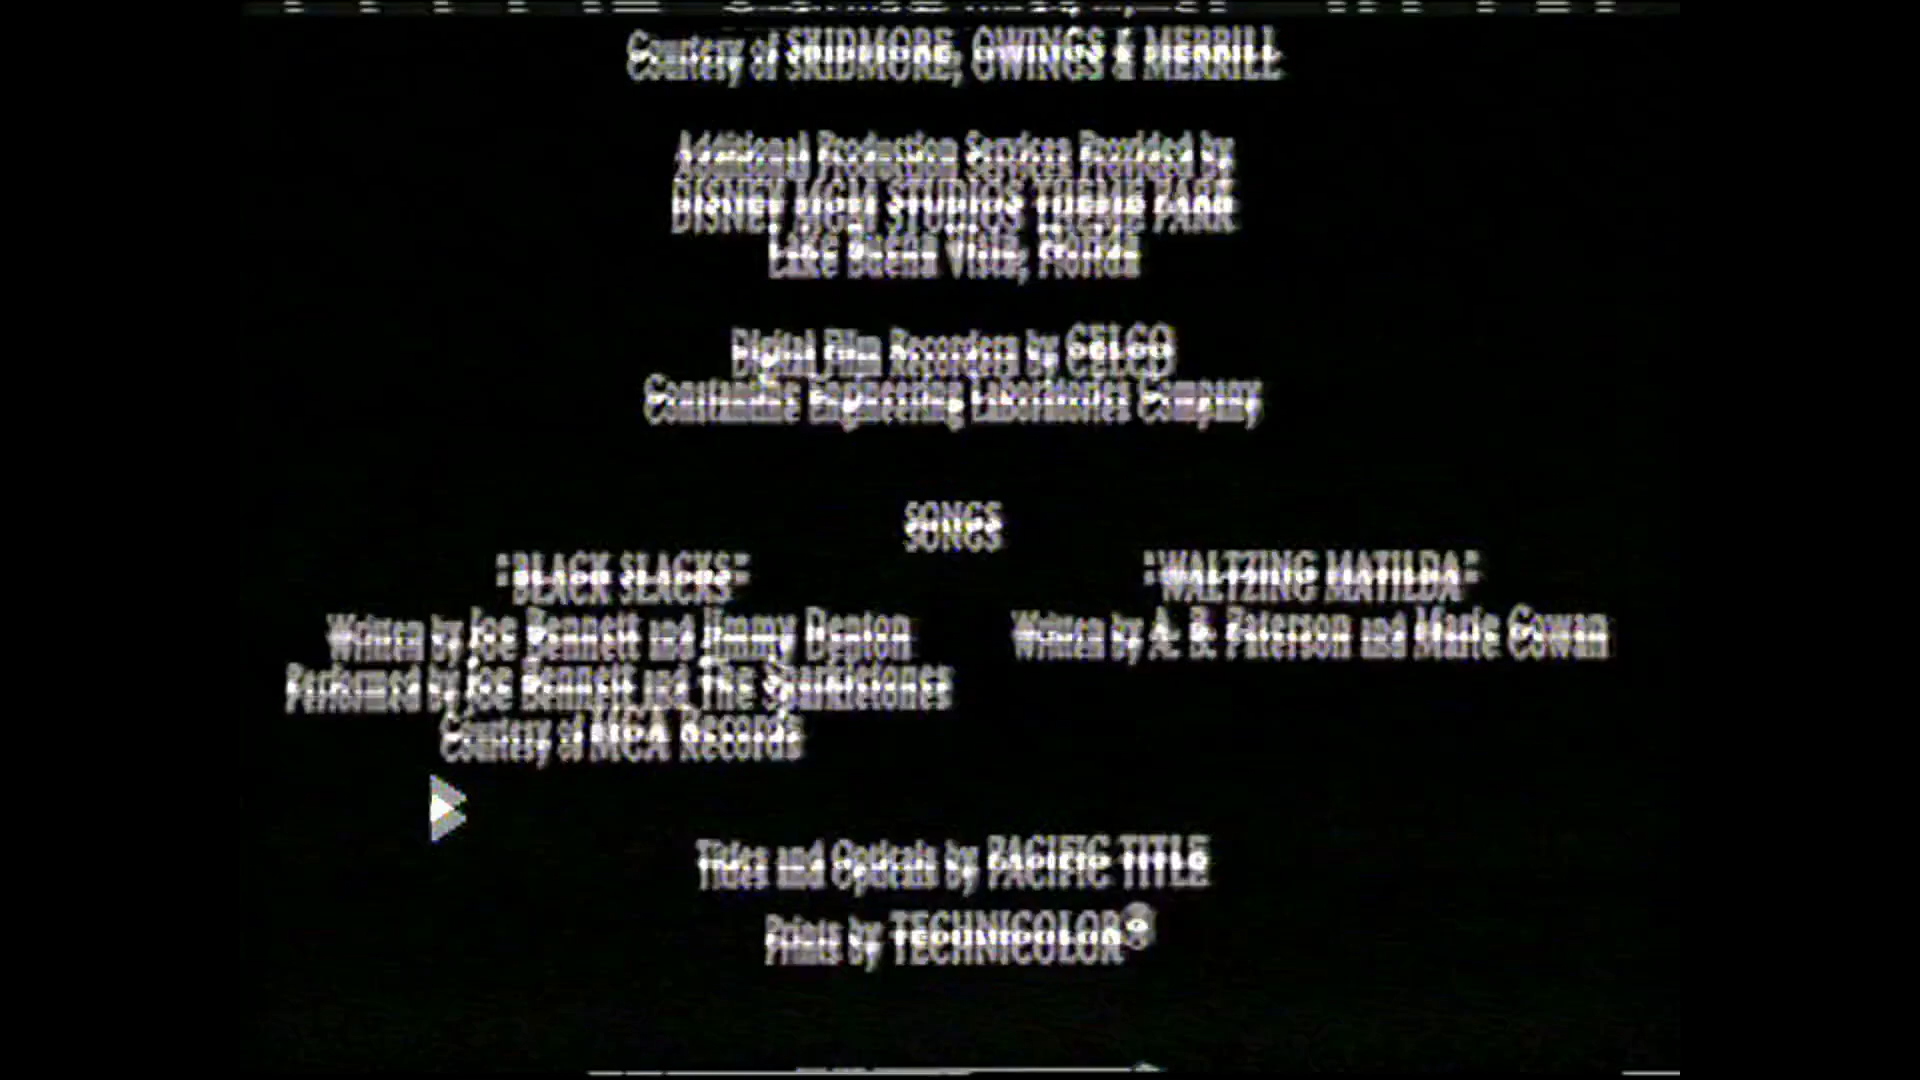 Courtesy of SKIDMORE, OWINGS & MERRILL
Additional Production Services Provided by
DISNEY MGM STUDIOS THEME PARK
Lake Buena Vista, Florida
Digital Film Recorders by CELCO
Constantine Engineering Laboratories Company
SONGS
"BLACK SLACKS"
Written by Joe Bennett and Jimmy Denton
Performed by Joe Bennett and The Sparkletones
Courtesy of MCA Records
"WALTZING MATILDA"
Written by A. B. Paterson and Marie Cowan
Titles and Opticals by PACIFIC TITLE
Prints by TECHNICOLOR®